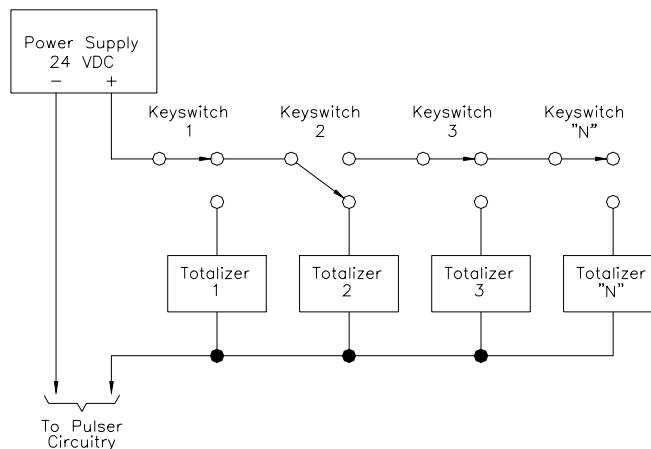 Power Supply
24 VDC
− +
Keyswitch
1
Keyswitch
2
Keyswitch
3
Keyswitch
"N"
Totalizer
1
Totalizer
2
Totalizer
3
Totalizer
"N"
To Pulser
Circuitry